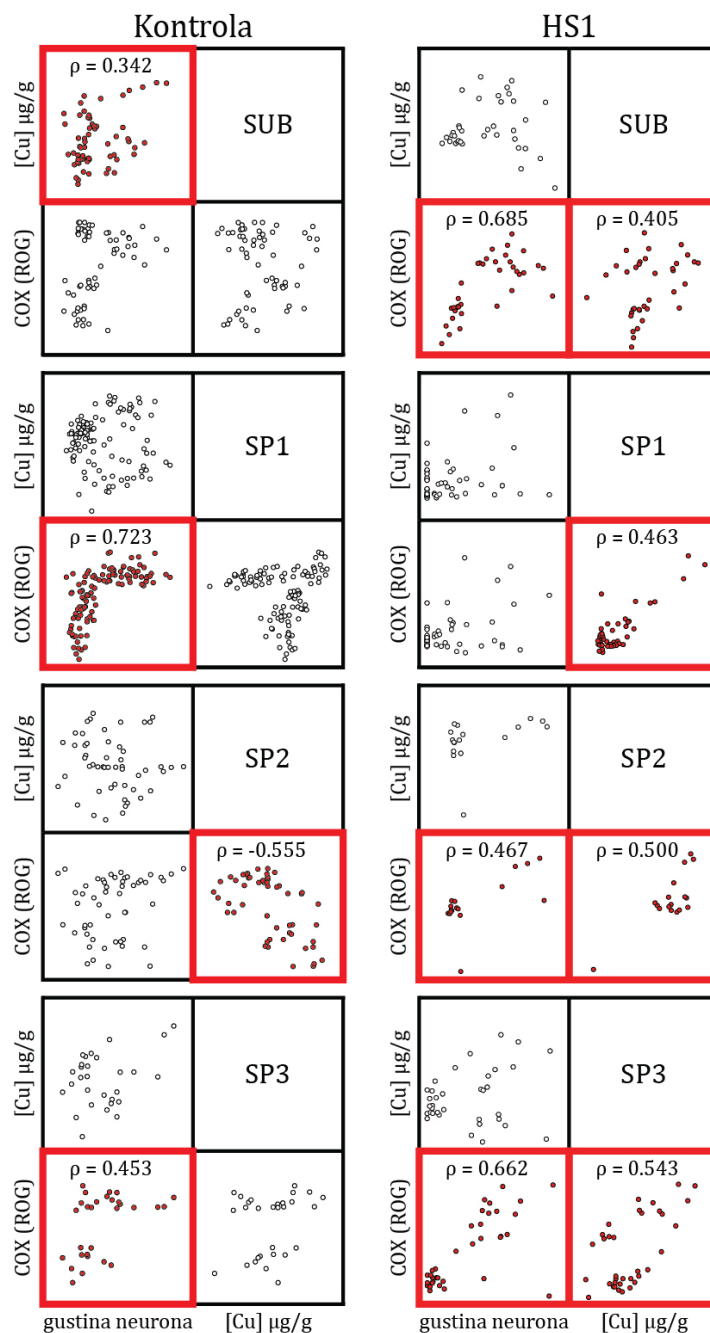 Kontrola
HS1
[Cu] µg/g
ρ = 0.342
SUB
COX (ROG)
[Cu] µg/g
SUB
COX (ROG)
ρ = 0.685
ρ = 0.405
[Cu] µg/g
SP1
COX (ROG)
ρ = 0.723
[Cu] µg/g
SP1
COX (ROG)
ρ = 0.463
[Cu] µg/g
SP2
COX (ROG)
ρ = -0.555
[Cu] µg/g
SP2
COX (ROG)
ρ = 0.467
ρ = 0.500
[Cu] µg/g
SP3
COX (ROG)
ρ = 0.453
gustina neurona
[Cu] µg/g
[Cu] µg/g
SP3
COX (ROG)
ρ = 0.662
ρ = 0.543
gustina neurona
[Cu] µg/g